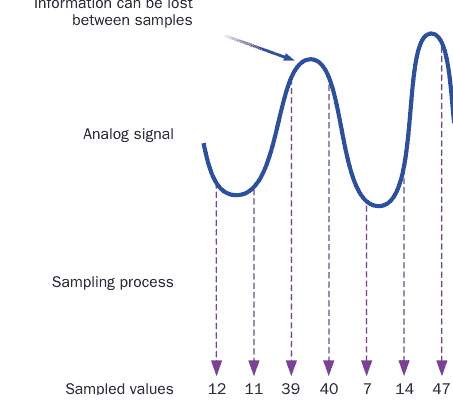 Information can be lost
between samples
Analog signal
Sampling process
Sampled values 12 11 39 40 7 14 47